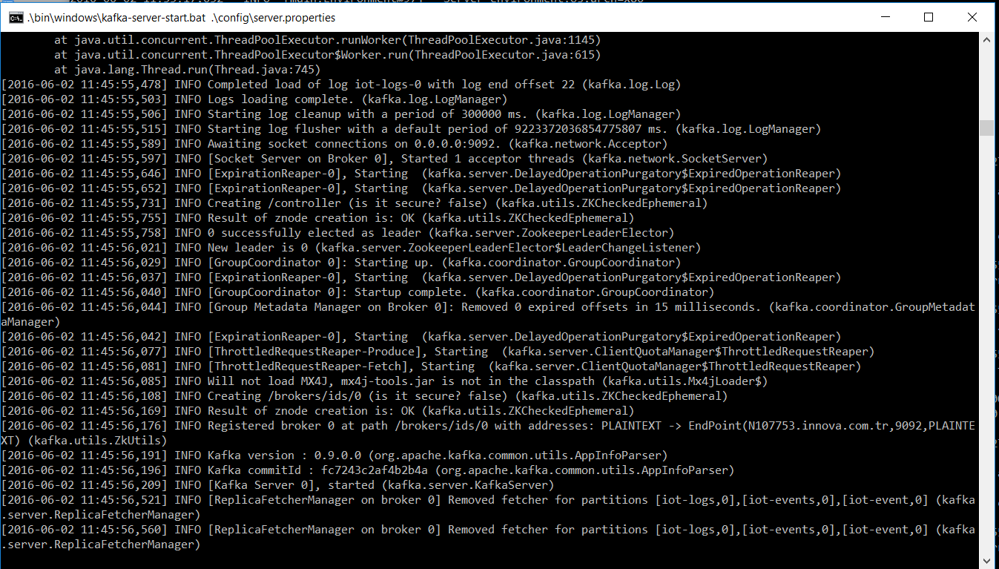 .\bin\windows\kafka-server-start.bat .\config\server.properties
at java.util.concurrent.ThreadPoolExecutor.runWorker(ThreadPoolExecutor.java:1145)
at java.util.concurrent.ThreadPoolExecutor$Worker.run(ThreadPoolExecutor.java:615)
at java.lang.Thread.run(Thread.java:745)
[2016-06-02 11:45:55,478] INFO Completed load of log iot-logs-0 with log end offset 22 (kafka.log.Log)
[2016-06-02 11:45:55,503] INFO Logs loading complete. (kafka.log.LogManager)
[2016-06-02 11:45:55,506] INFO Starting log cleanup with a period of 300000 ms. (kafka.log.LogManager)
[2016-06-02 11:45:55,515] INFO Starting log flusher with a default period of 9223372036854775807 ms. (kafka.log.LogManager)
[2016-06-02 11:45:55,589] INFO Awaiting socket connections on 0.0.0.0:9092. (kafka.network.Acceptor)
[2016-06-02 11:45:55,597] INFO [Socket Server on Broker 0], Started 1 acceptor threads (kafka.network.SocketServer)
[2016-06-02 11:45:55,646] INFO [ExpirationReaper-0], Starting  (kafka.server.DelayedOperationPurgatory$ExpiredOperationReaper)
[2016-06-02 11:45:55,652] INFO [ExpirationReaper-0], Starting  (kafka.server.DelayedOperationPurgatory$ExpiredOperationReaper)
[2016-06-02 11:45:55,731] INFO Creating /controller (is it secure? false) (kafka.utils.ZKCheckedEphemeral)
[2016-06-02 11:45:55,755] INFO Result of znode creation is: OK (kafka.utils.ZKCheckedEphemeral)
[2016-06-02 11:45:55,758] INFO 0 successfully elected as leader (kafka.server.ZookeeperLeaderElector)
[2016-06-02 11:45:56,021] INFO New leader is 0 (kafka.server.ZookeeperLeaderElector$LeaderChangeListener)
[2016-06-02 11:45:56,029] INFO [GroupCoordinator 0]: Starting up. (kafka.coordinator.GroupCoordinator)
[2016-06-02 11:45:56,037] INFO [ExpirationReaper-0], Starting  (kafka.server.DelayedOperationPurgatory$ExpiredOperationReaper)
[2016-06-02 11:45:56,040] INFO [GroupCoordinator 0]: Startup complete. (kafka.coordinator.GroupCoordinator)
[2016-06-02 11:45:56,044] INFO [Group Metadata Manager on Broker 0]: Removed 0 expired offsets in 15 milliseconds. (kafka.coordinator.GroupMetadat
aManager)
[2016-06-02 11:45:56,042] INFO [ExpirationReaper-0], Starting  (kafka.server.DelayedOperationPurgatory$ExpiredOperationReaper)
[2016-06-02 11:45:56,077] INFO [ThrottledRequestReaper-Produce], Starting  (kafka.server.ClientQuotaManager$ThrottledRequestReaper)
[2016-06-02 11:45:56,081] INFO [ThrottledRequestReaper-Fetch], Starting  (kafka.server.ClientQuotaManager$ThrottledRequestReaper)
[2016-06-02 11:45:56,085] INFO Will not load MX4J, mx4j-tools.jar is not in the classpath (kafka.utils.Mx4jLoader$)
[2016-06-02 11:45:56,108] INFO Creating /brokers/ids/0 (is it secure? false) (kafka.utils.ZKCheckedEphemeral)
[2016-06-02 11:45:56,169] INFO Result of znode creation is: OK (kafka.utils.ZKCheckedEphemeral)
[2016-06-02 11:45:56,176] INFO Registered broker 0 at path /brokers/ids/0 with addresses: PLAINTEXT -> EndPoint(N107753.innova.com.tr,9092,PLAINTE
XT) (kafka.utils.ZkUtils)
[2016-06-02 11:45:56,191] INFO Kafka version : 0.9.0.0 (org.apache.kafka.common.utils.AppInfoParser)
[2016-06-02 11:45:56,196] INFO Kafka commitId : fc7243c2af4b2b4a (org.apache.kafka.common.utils.AppInfoParser)
[2016-06-02 11:45:56,209] INFO [Kafka Server 0], started (kafka.server.KafkaServer)
[2016-06-02 11:45:56,521] INFO [ReplicaFetcherManager on broker 0] Removed fetcher for partitions [iot-logs,0],[iot-events,0],[iot-event,0] (kafka
.server.ReplicaFetcherManager)
[2016-06-02 11:45:56,560] INFO [ReplicaFetcherManager on broker 0] Removed fetcher for partitions [iot-logs,0],[iot-events,0],[iot-event,0] (kafka
.server.ReplicaFetcherManager)